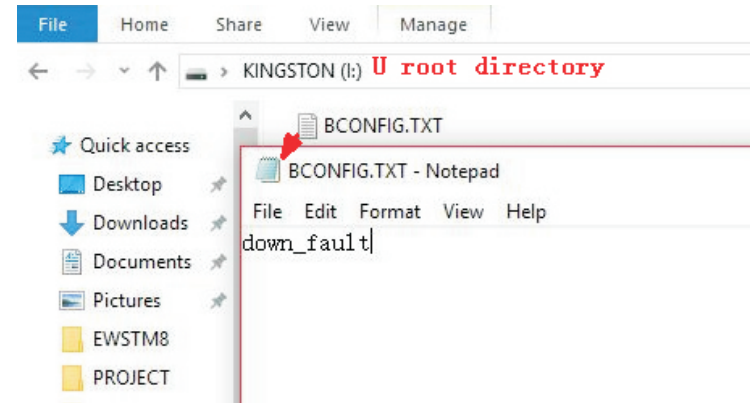 File Home Share View Manage
KINGSTON (I:) U root directory
BCONFIG.TXT
Quick access
BCONFIG.TXT - Notepad
Desktop
File Edit Format View Help
Downloads
down_fault
Documents
Pictures
EWSTM8
PROJECT